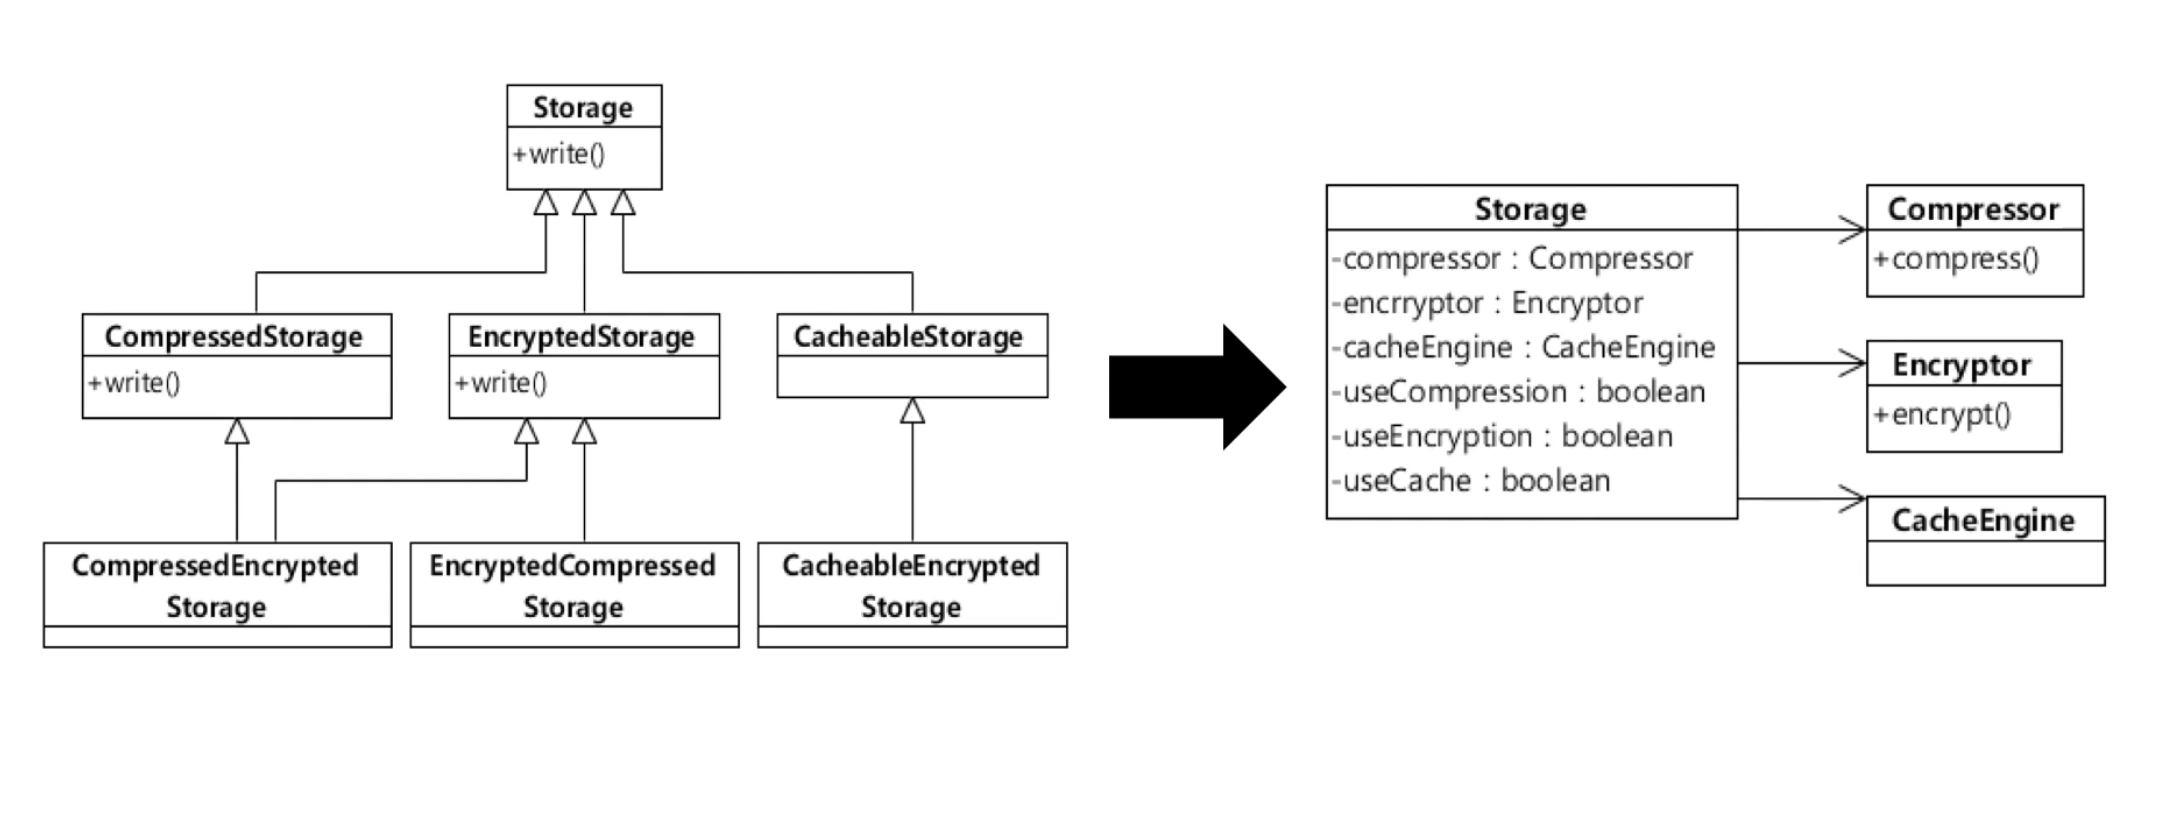 Storage
+write()
CompressedStorage
+write()
EncryptedStorage
+write()
CacheableStorage
CompressedEncrypted
Storage
EncryptedCompressed
Storage
CacheableEncrypted
Storage
Storage
-compressor : Compressor
-encrryptor : Encryptor
-cacheEngine : CacheEngine
-useCompression : boolean
-useEncryption : boolean
-useCache : boolean
Compressor
+compress()
Encryptor
+encrypt()
CacheEngine